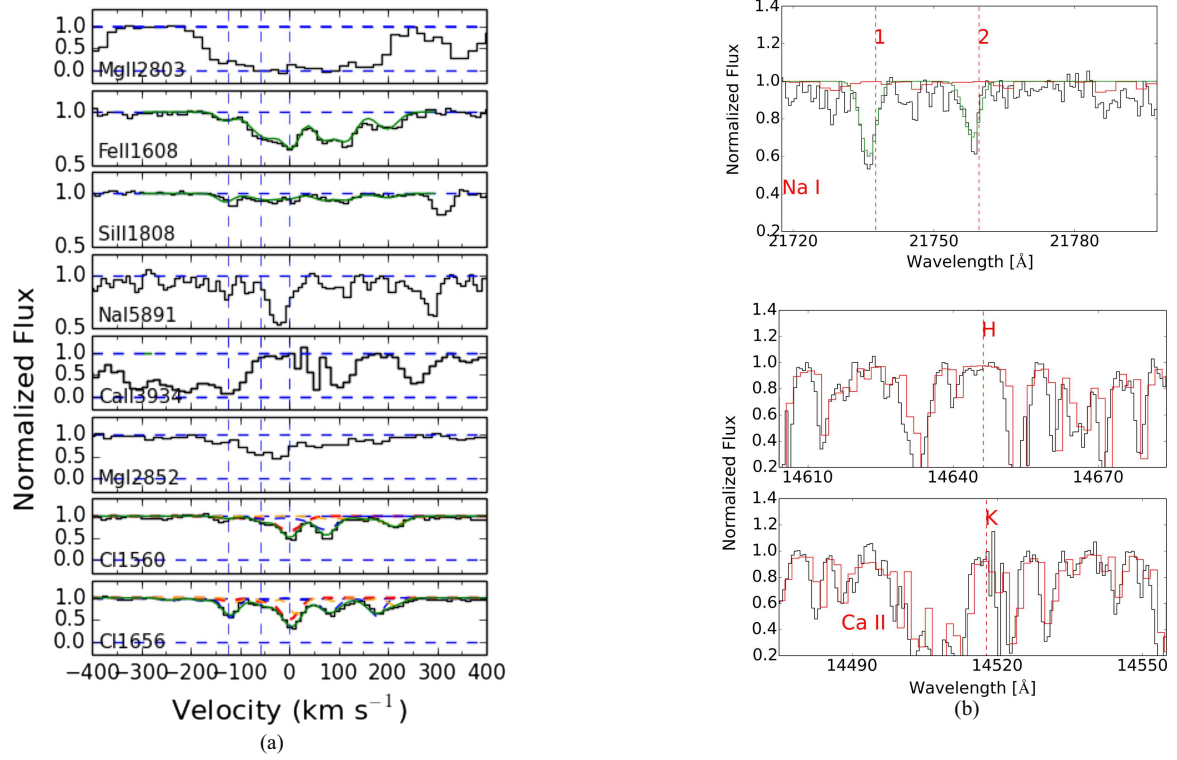 Normalized Flux
1.0
0.5
0.0
MgII2803
1.0
0.5
FeII1608
1.0
0.5
SiII1808
1.0
0.5
NaI5891
1.0
0.5
0.0
CaII3934
1.0
0.5
0.0
MgI2852
1.0
0.5
0.0
CI1560
1.0
0.5
0.0
CI1656
−400−300−200−100 0 100 200 300 400
Velocity (km s−1)
(a)
1.4
1.2
1.0
0.8
0.6
0.4
0.2
Normalized Flux
1 2
Na I
21720 21750 21780
Wavelength [Å]
1.4
1.2
1.0
0.8
0.6
0.4
0.2
H
14610 14640 14670
Normalized Flux
1.4
1.2
1.0
0.8
0.6
0.4
0.2
K
Ca II
14490 14520 14550
Wavelength [Å]
(b)